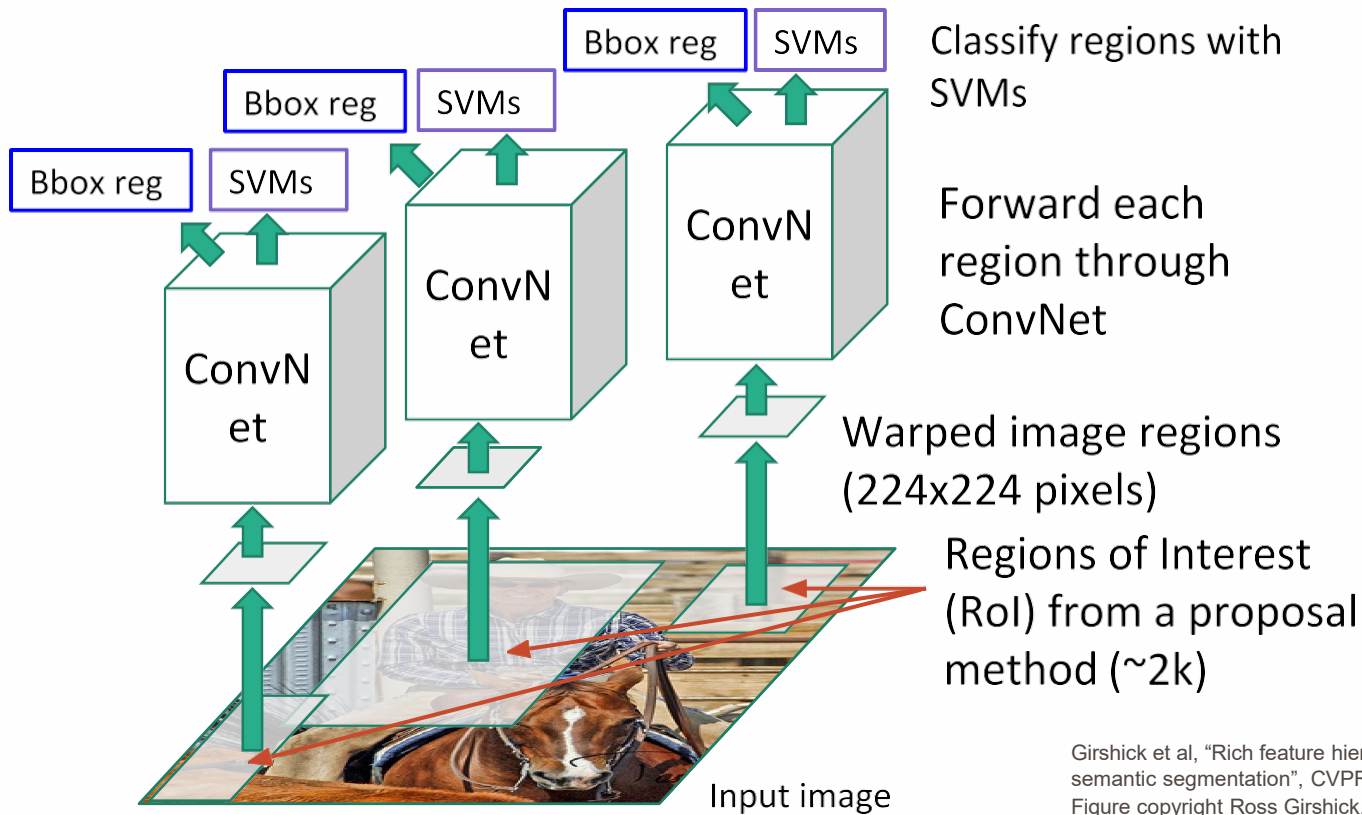 Bbox reg
SVMs
Classify regions with
SVMs
Bbox reg
SVMs
Bbox reg
SVMs
Forward each
region through
ConvNet
ConvN
et
ConvN
et
ConvN
et
Warped image regions
(224x224 pixels)
Regions of Interest
(RoI) from a proposal
method (~2k)
Input image
Girshick et al, “Rich feature hier
semantic segmentation”, CVPR
Figure copyright Ross Girshick,